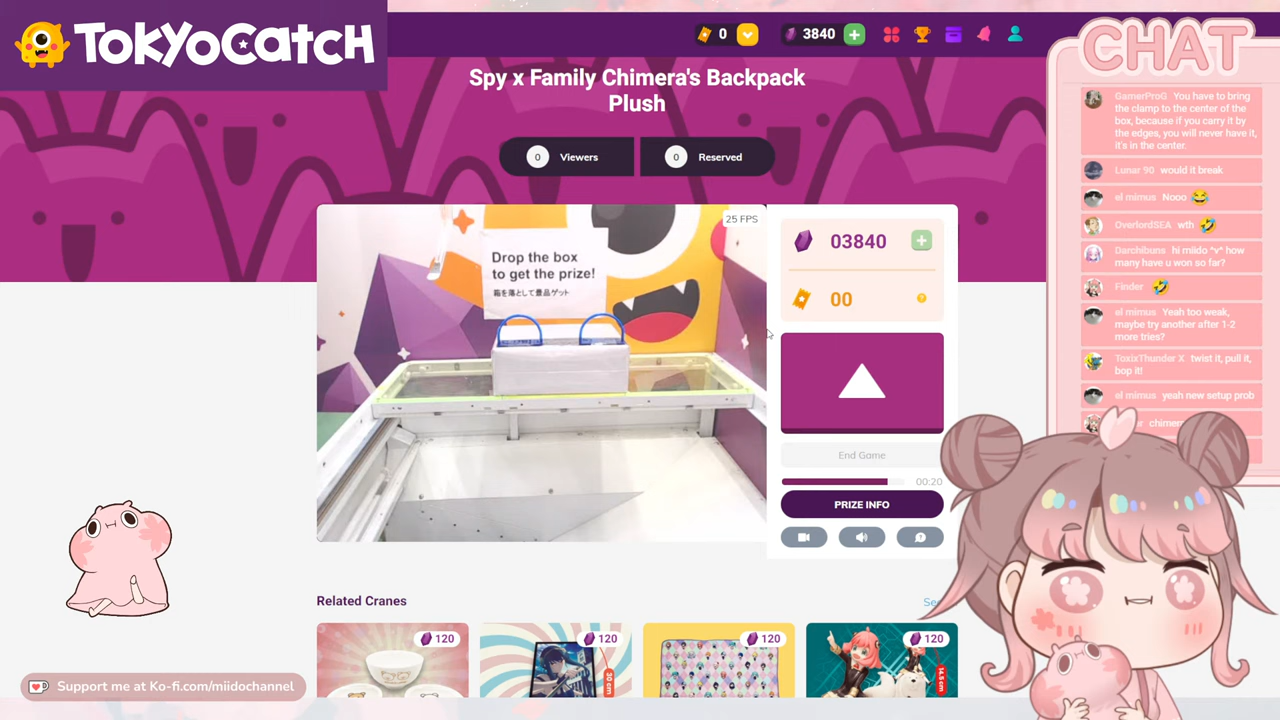 TOKYOCATCH
0
3840
CHAT
Spy x Family Chimera's Backpack
Plush
0 Viewers
0 Reserved
25 FPS
Drop the box
to get the prize!
箱を落として景品ゲット
03840
00
?
End Game
00:20
PRIZE INFO
Related Cranes
120
120
30 cm
120
120
14.5 cm
Support me at Ko-fi.com/miidochannel
GamerProG You have to bring
the clamp to the center of the
box, because if you carry it by
the edges, you will never have it,
it's in the center.
Lunar 90 would it break
el mimus Nooo 😂
OverlordSEA wth 🤣
Darchibuns hi miido ^v^ how
many have u won so far?
Finder 🤣
el mimus Yeah too weak,
maybe try another after 1-2
more tries?
ToxixThunder X twist it, pull it,
bop it!
el mimus yeah new setup prob